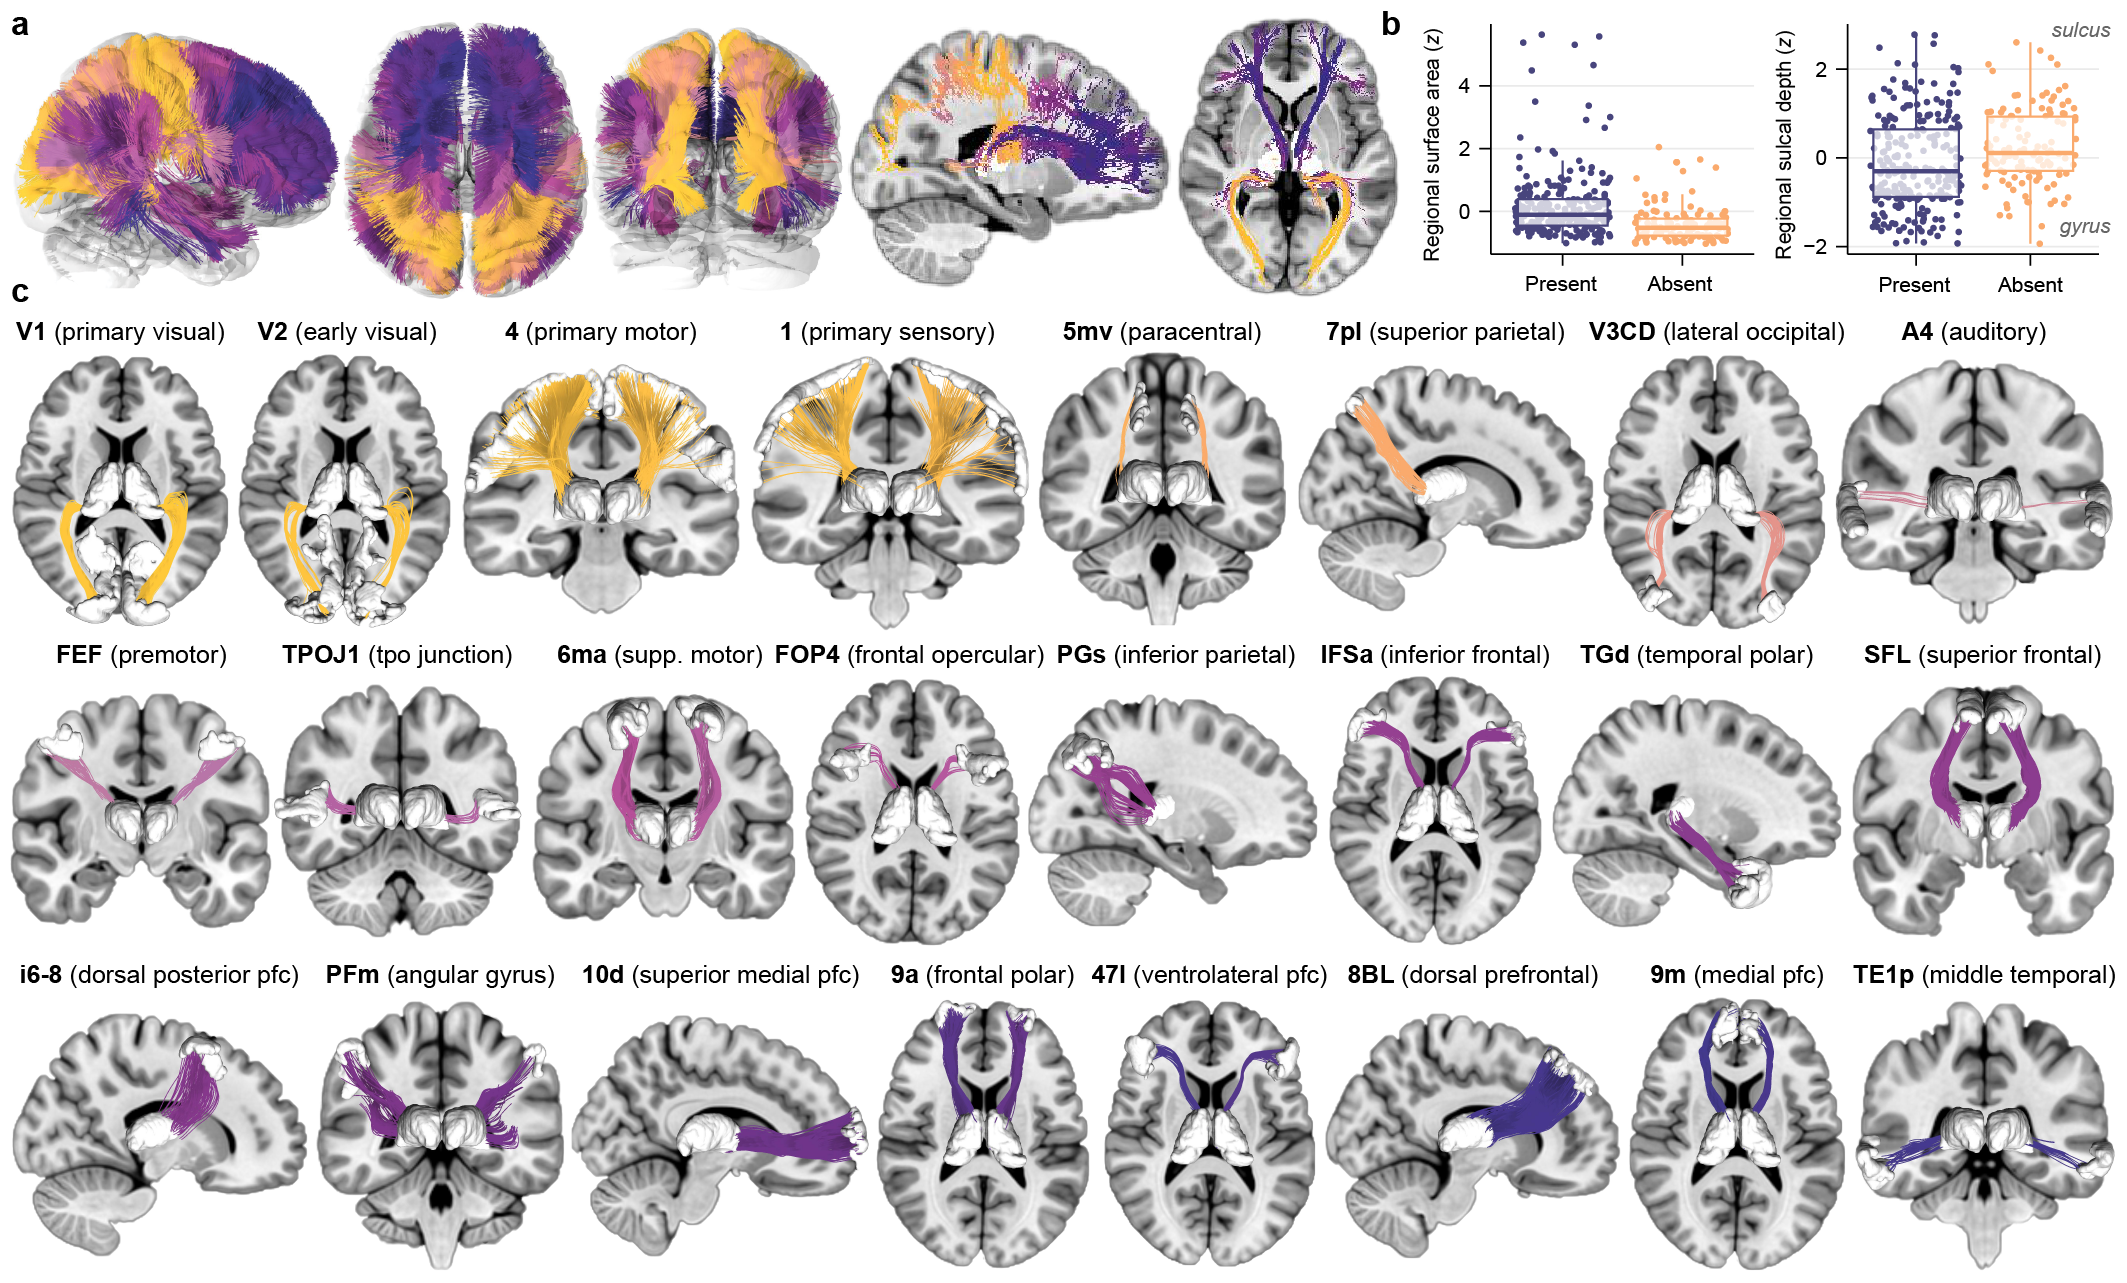 a
b
Regional surface area (z)
4
2
0
Present
Absent
Regional sulcal depth (z)
2
0
−2
sulcus
gyrus
Present
Absent
c
V1 (primary visual)
V2 (early visual)
4 (primary motor)
1 (primary sensory)
5mv (paracentral)
7pl (superior parietal)
V3CD (lateral occipital)
A4 (auditory)
FEF (premotor)
TPOJ1 (tpo junction)
6ma (supp. motor)
FOP4 (frontal opercular)
PGs (inferior parietal)
IFSa (inferior frontal)
TGd (temporal polar)
SFL (superior frontal)
i6-8 (dorsal posterior pfc)
PFm (angular gyrus)
10d (superior medial pfc)
9a (frontal polar)
47l (ventrolateral pfc)
8BL (dorsal prefrontal)
9m (medial pfc)
TE1p (middle temporal)